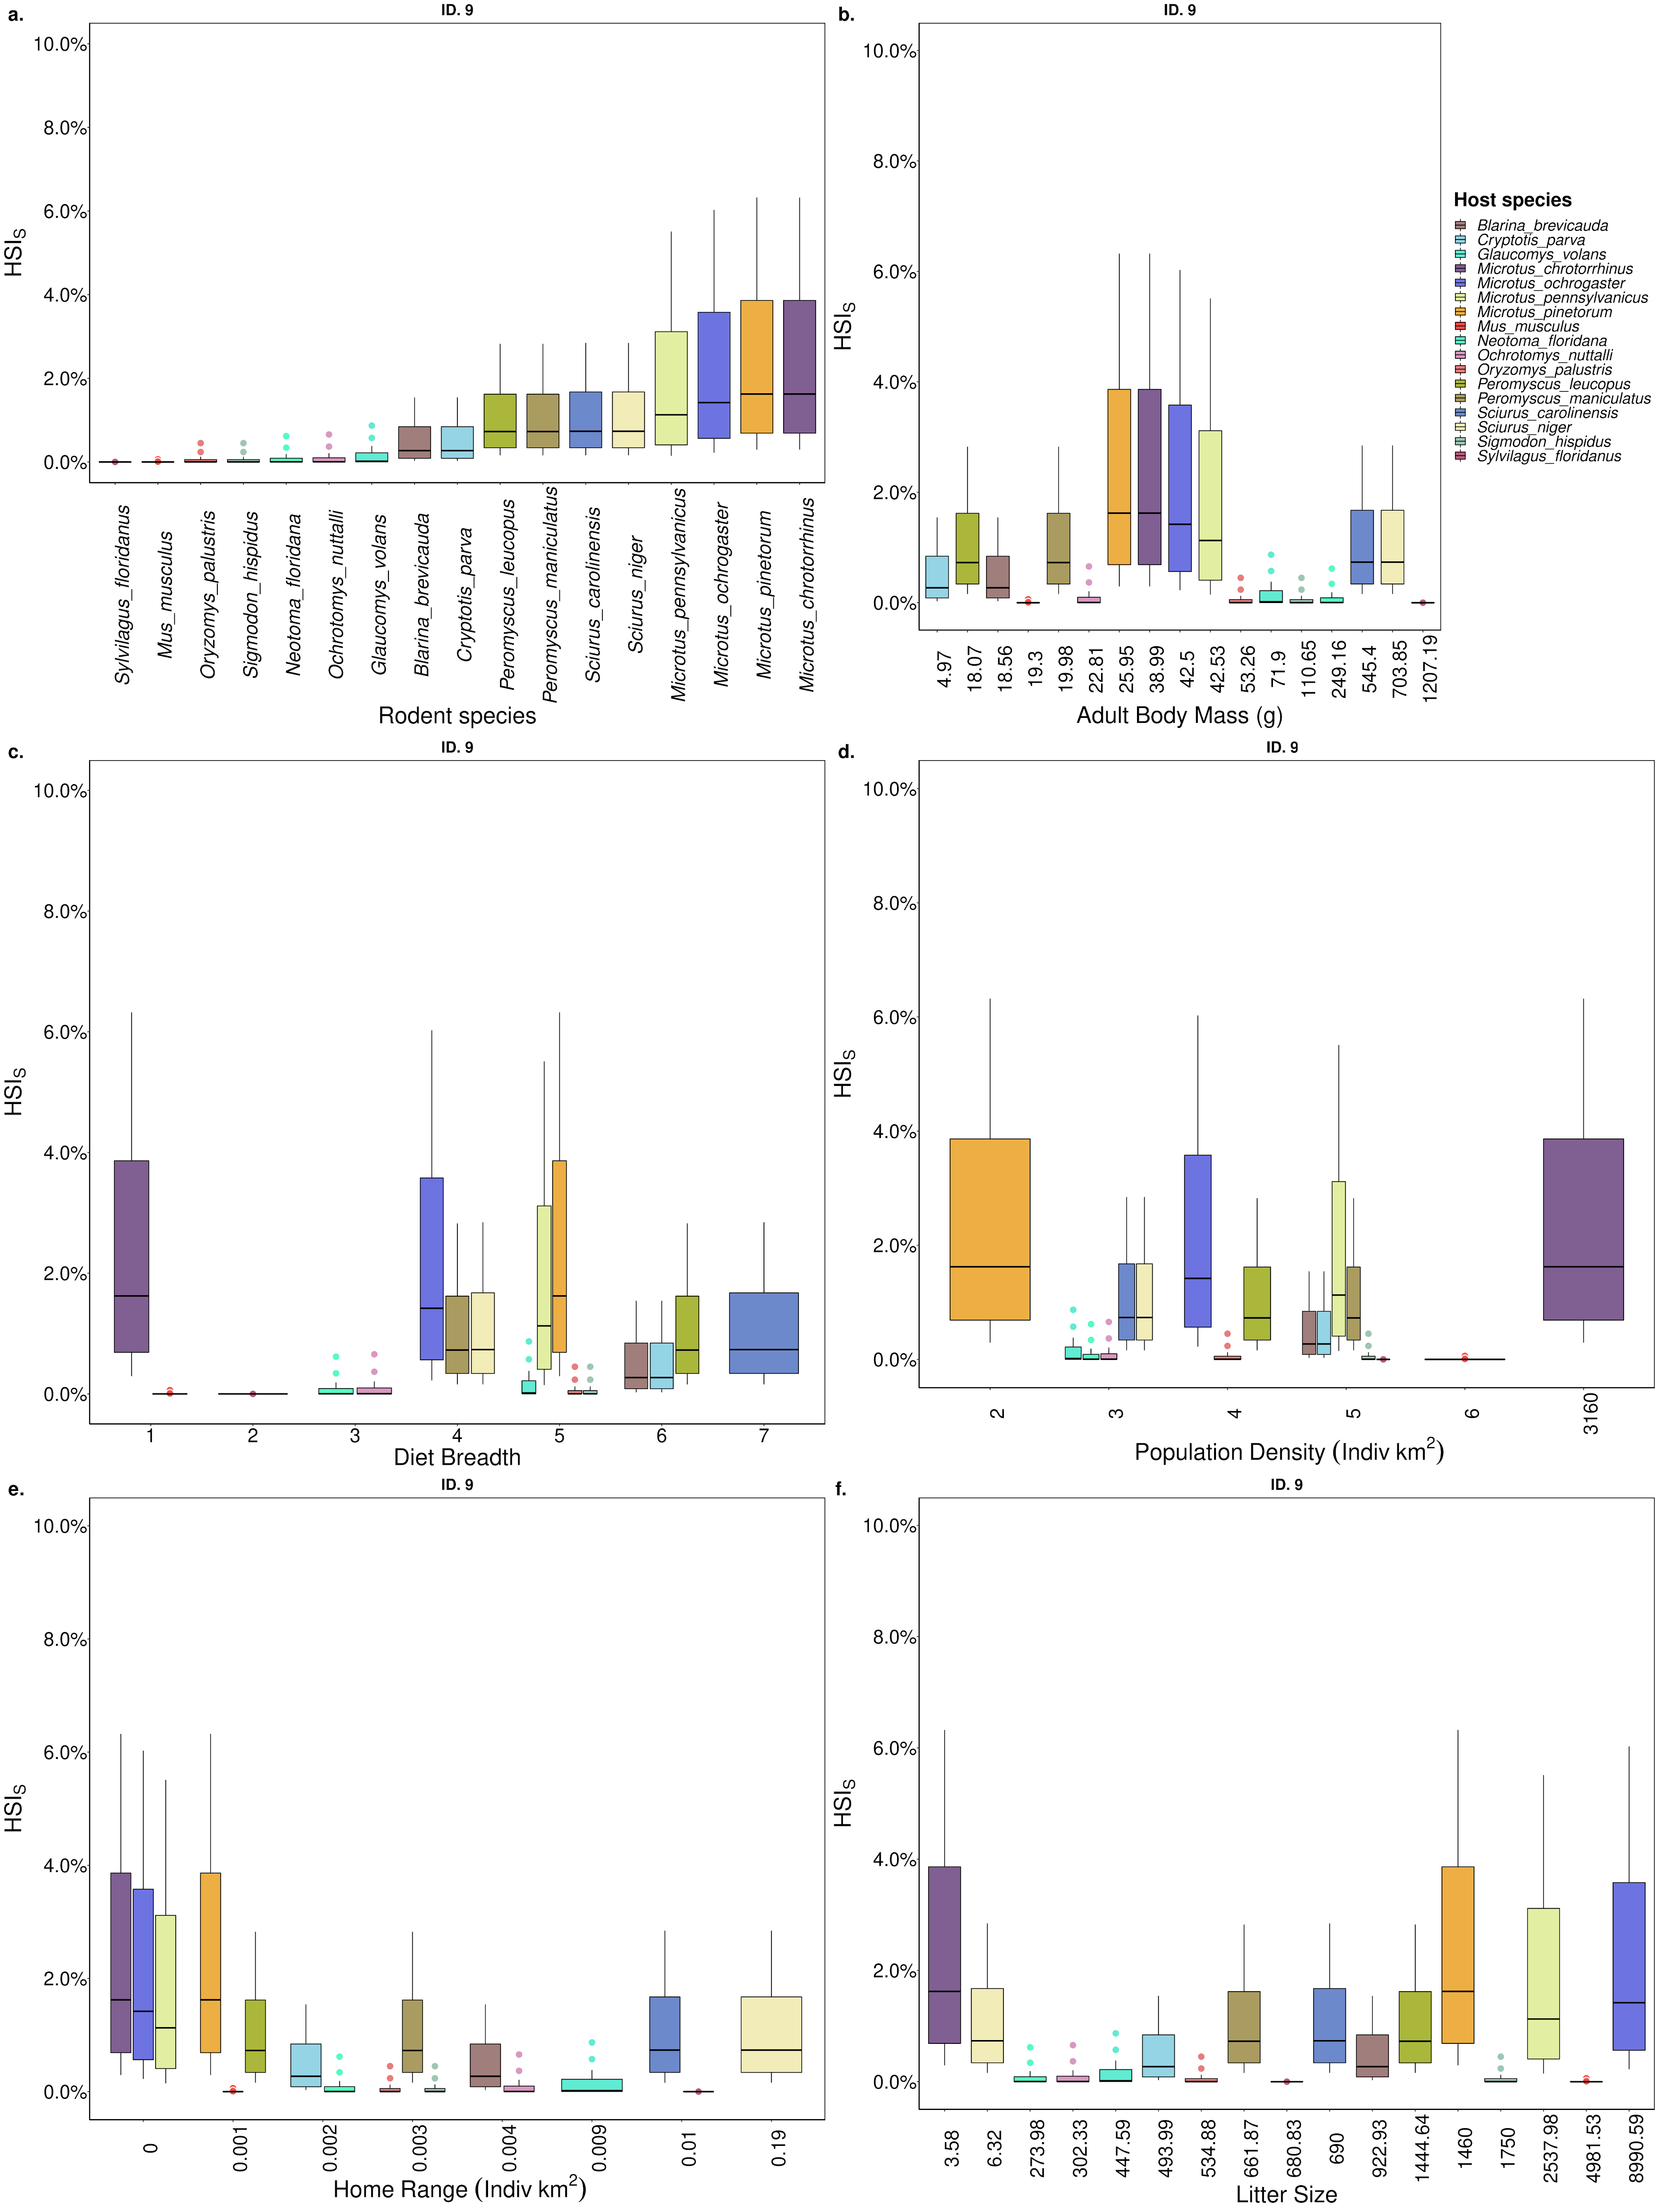 a.
ID. 9
10.0%
8.0%
6.0%
4.0%
2.0%
0.0%
HSIS
Sylvilagus_floridanus
Mus_musculus
Oryzomys_palustris
Sigmodon_hispidus
Neotoma_floridana
Ochrotomys_nuttalli
Glaucomys_volans
Blarina_brevicauda
Cryptotis_parva
Peromyscus_leucopus
Peromyscus_maniculatus
Sciurus_carolinensis
Sciurus_niger
Microtus_pennsylvanicus
Microtus_ochrogaster
Microtus_pinetorum
Microtus_chrotorrhinus
Rodent species
b.
ID. 9
10.0%
8.0%
6.0%
4.0%
2.0%
0.0%
HSIS
4.97
18.07
18.56
19.3
19.98
22.81
25.95
38.99
42.5
42.53
53.26
71.9
110.65
249.16
545.4
703.85
1207.19
Adult Body Mass (g)
Host species
Blarina_brevicauda
Cryptotis_parva
Glaucomys_volans
Microtus_chrotorrhinus
Microtus_ochrogaster
Microtus_pennsylvanicus
Microtus_pinetorum
Mus_musculus
Neotoma_floridana
Ochrotomys_nuttalli
Oryzomys_palustris
Peromyscus_leucopus
Peromyscus_maniculatus
Sciurus_carolinensis
Sciurus_niger
Sigmodon_hispidus
Sylvilagus_floridanus
c.
ID. 9
10.0%
8.0%
6.0%
4.0%
2.0%
0.0%
HSIS
1 2 3 4 5 6 7
Diet Breadth
d.
ID. 9
10.0%
8.0%
6.0%
4.0%
2.0%
0.0%
HSIS
2
3
4
5
6
3160
Population Density (Indiv km2)
e.
ID. 9
10.0%
8.0%
6.0%
4.0%
2.0%
0.0%
HSIS
0
0.001
0.002
0.003
0.004
0.009
0.01
0.19
Home Range (Indiv km2)
f.
ID. 9
10.0%
8.0%
6.0%
4.0%
2.0%
0.0%
HSIS
3.58
6.32
273.98
302.33
447.59
493.99
534.88
661.87
680.83
690
922.93
1444.64
1460
1750
2537.98
4981.53
8990.59
Litter Size